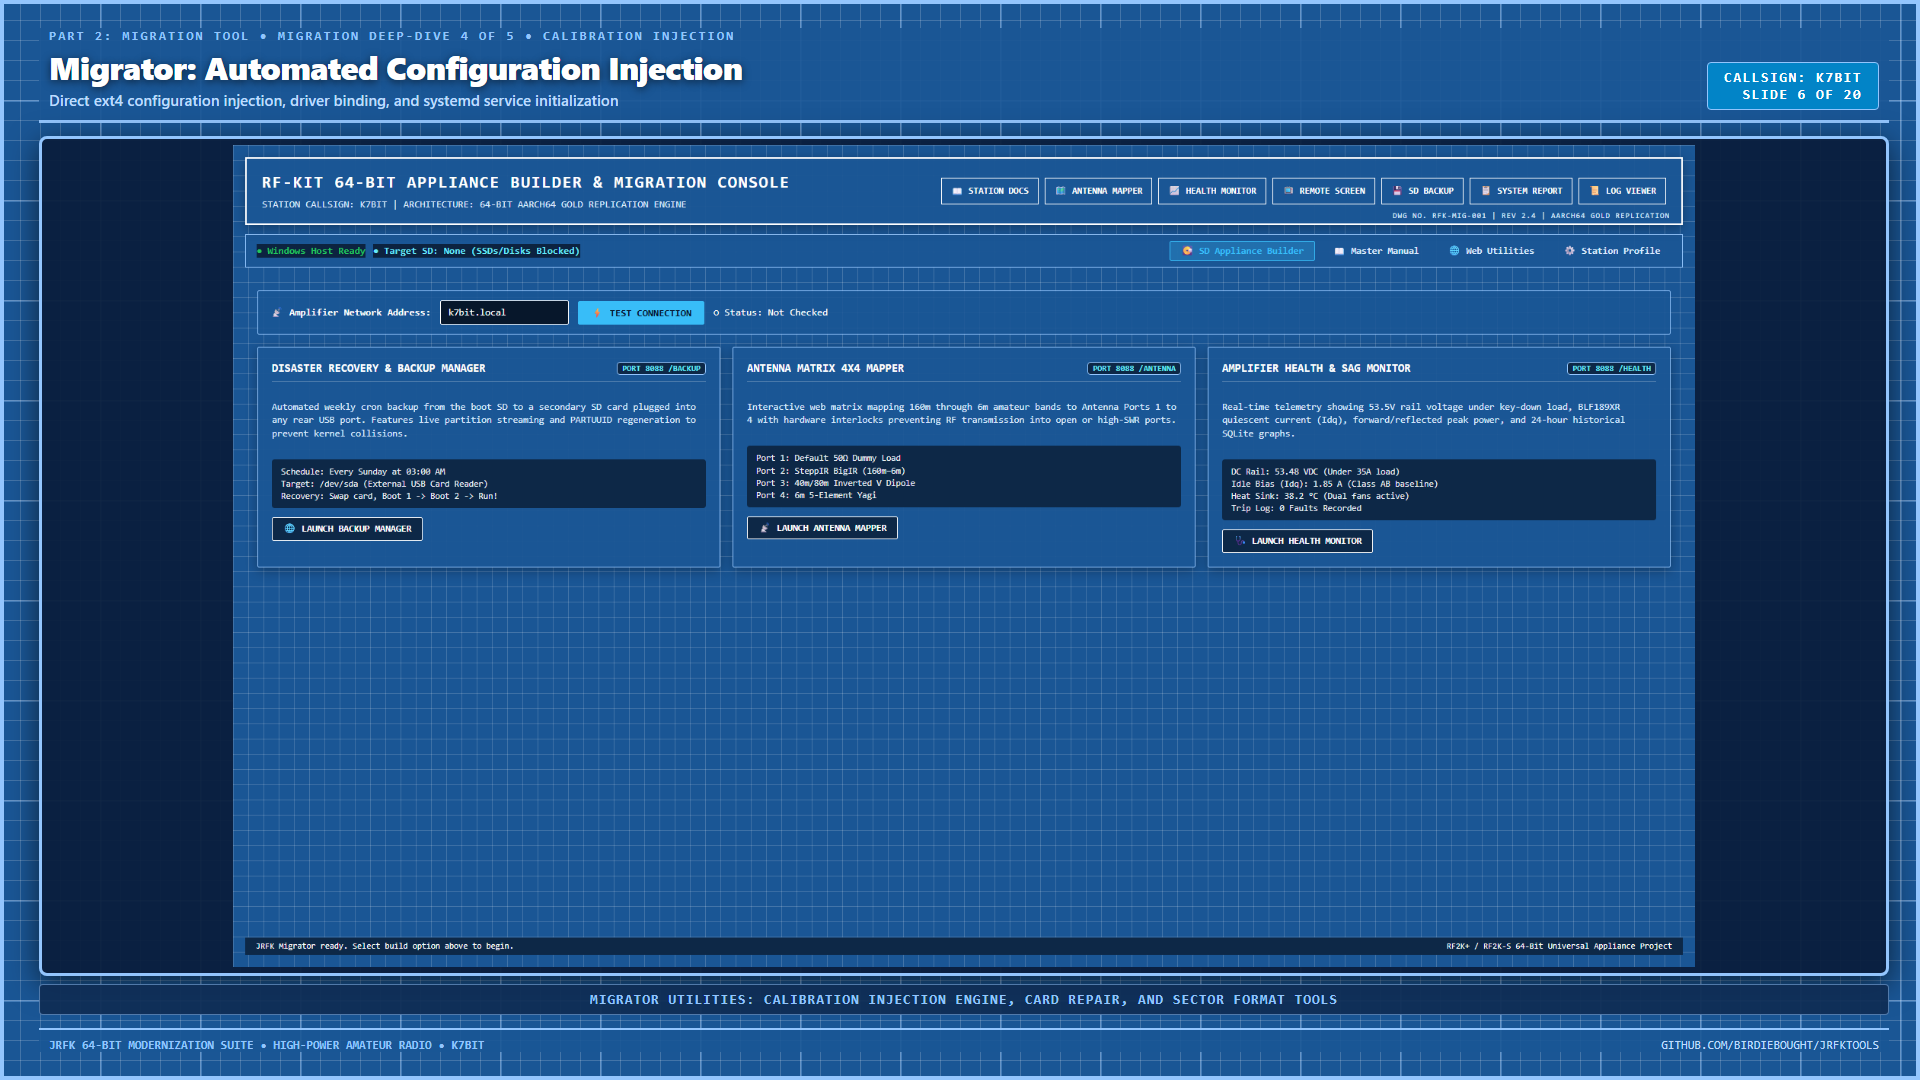 PART 2: MIGRATION TOOL • MIGRATION DEEP-DIVE 4 OF 5 • CALIBRATION INJECTION
Migrator: Automated Configuration Injection
Direct ext4 configuration injection, driver binding, and systemd service initialization
CALLSIGN: K7BIT
SLIDE 6 OF 20
RF-KIT 64-BIT APPLIANCE BUILDER & MIGRATION CONSOLE
STATION CALLSIGN: K7BIT | ARCHITECTURE: 64-BIT AARCH64 GOLD REPLICATION ENGINE
STATION DOCS
ANTENNA MAPPER
HEALTH MONITOR
REMOTE SCREEN
SD BACKUP
SYSTEM REPORT
LOG VIEWER
DWG NO. RFK-MIG-001 | REV 2.4 | AARCH64 GOLD REPLICATION
● Windows Host Ready
● Target SD: None (SSDs/Disks Blocked)
SD Appliance Builder
Master Manual
Web Utilities
Station Profile
Amplifier Network Address:
k7bit.local
TEST CONNECTION
o Status: Not Checked
DISASTER RECOVERY & BACKUP MANAGER
PORT 8088 /BACKUP
Automated weekly cron backup from the boot SD to a secondary SD card plugged into
any rear USB port. Features live partition streaming and PARTUUID regeneration to
prevent kernel collisions.
Schedule: Every Sunday at 03:00 AM
Target: /dev/sda (External USB Card Reader)
Recovery: Swap card, Boot 1 -> Boot 2 -> Run!
LAUNCH BACKUP MANAGER
ANTENNA MATRIX 4X4 MAPPER
PORT 8088 /ANTENNA
Interactive web matrix mapping 160m through 6m amateur bands to Antenna Ports 1 to
4 with hardware interlocks preventing RF transmission into open or high-SWR ports.
Port 1: Default 50Ω Dummy Load
Port 2: SteppIR BigIR (160m-6m)
Port 3: 40m/80m Inverted V Dipole
Port 4: 6m 5-Element Yagi
LAUNCH ANTENNA MAPPER
AMPLIFIER HEALTH & SAG MONITOR
PORT 8088 /HEALTH
Real-time telemetry showing 53.5V rail voltage under key-down load, BLF189XR
quiescent current (Idq), forward/reflected peak power, and 24-hour historical
SQLite graphs.
DC Rail: 53.48 VDC (Under 35A load)
Idle Bias (Idq): 1.85 A (Class AB baseline)
Heat Sink: 38.2 °C (Dual fans active)
Trip Log: 0 Faults Recorded
LAUNCH HEALTH MONITOR
JRFK Migrator ready. Select build option above to begin.
RF2K+ / RF2K-S 64-Bit Universal Appliance Project
MIGRATOR UTILITIES: CALIBRATION INJECTION ENGINE, CARD REPAIR, AND SECTOR FORMAT TOOLS
JRFK 64-BIT MODERNIZATION SUITE • HIGH-POWER AMATEUR RADIO • K7BIT
GITHUB.COM/BIRDIEBOUGHT/JRFKTOOLS